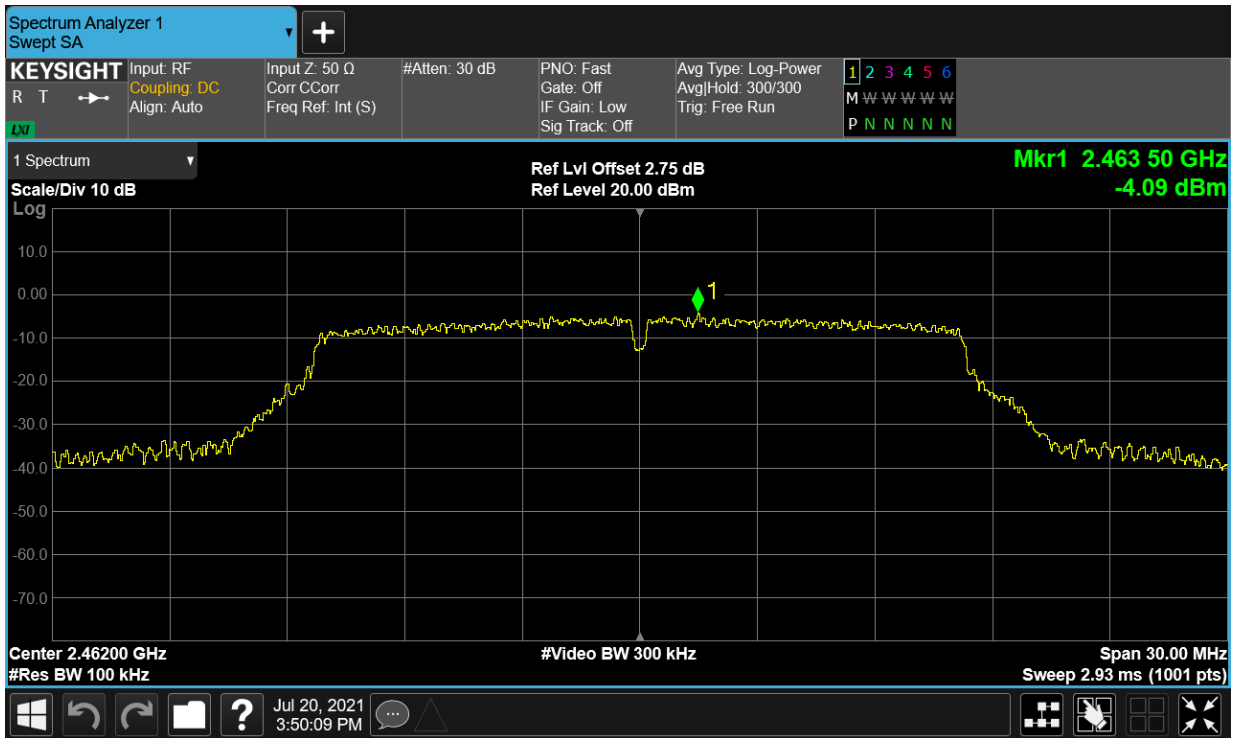 Spectrum Analyzer 1
Swept SA
KEYSIGHT
R T
LXI
Input: RF
Coupling: DC
Align: Auto
Input Z: 50 Ω
Corr CCorr
Freq Ref: Int (S)
#Atten: 30 dB
PNO: Fast
Gate: Off
IF Gain: Low
Sig Track: Off
Avg Type: Log-Power
Avg|Hold: 300/300
Trig: Free Run
1 2 3 4 5 6
M W W W W W
P N N N N N
1 Spectrum
Scale/Div 10 dB
Log
Ref Lvl Offset 2.75 dB
Ref Level 20.00 dBm
Mkr1 2.463 50 GHz
-4.09 dBm
10.0
0.00
-10.0
-20.0
-30.0
-40.0
-50.0
-60.0
-70.0
1
Center 2.46200 GHz
#Res BW 100 kHz
#Video BW 300 kHz
Span 30.00 MHz
Sweep 2.93 ms (1001 pts)
?
Jul 20, 2021
3:50:09 PM